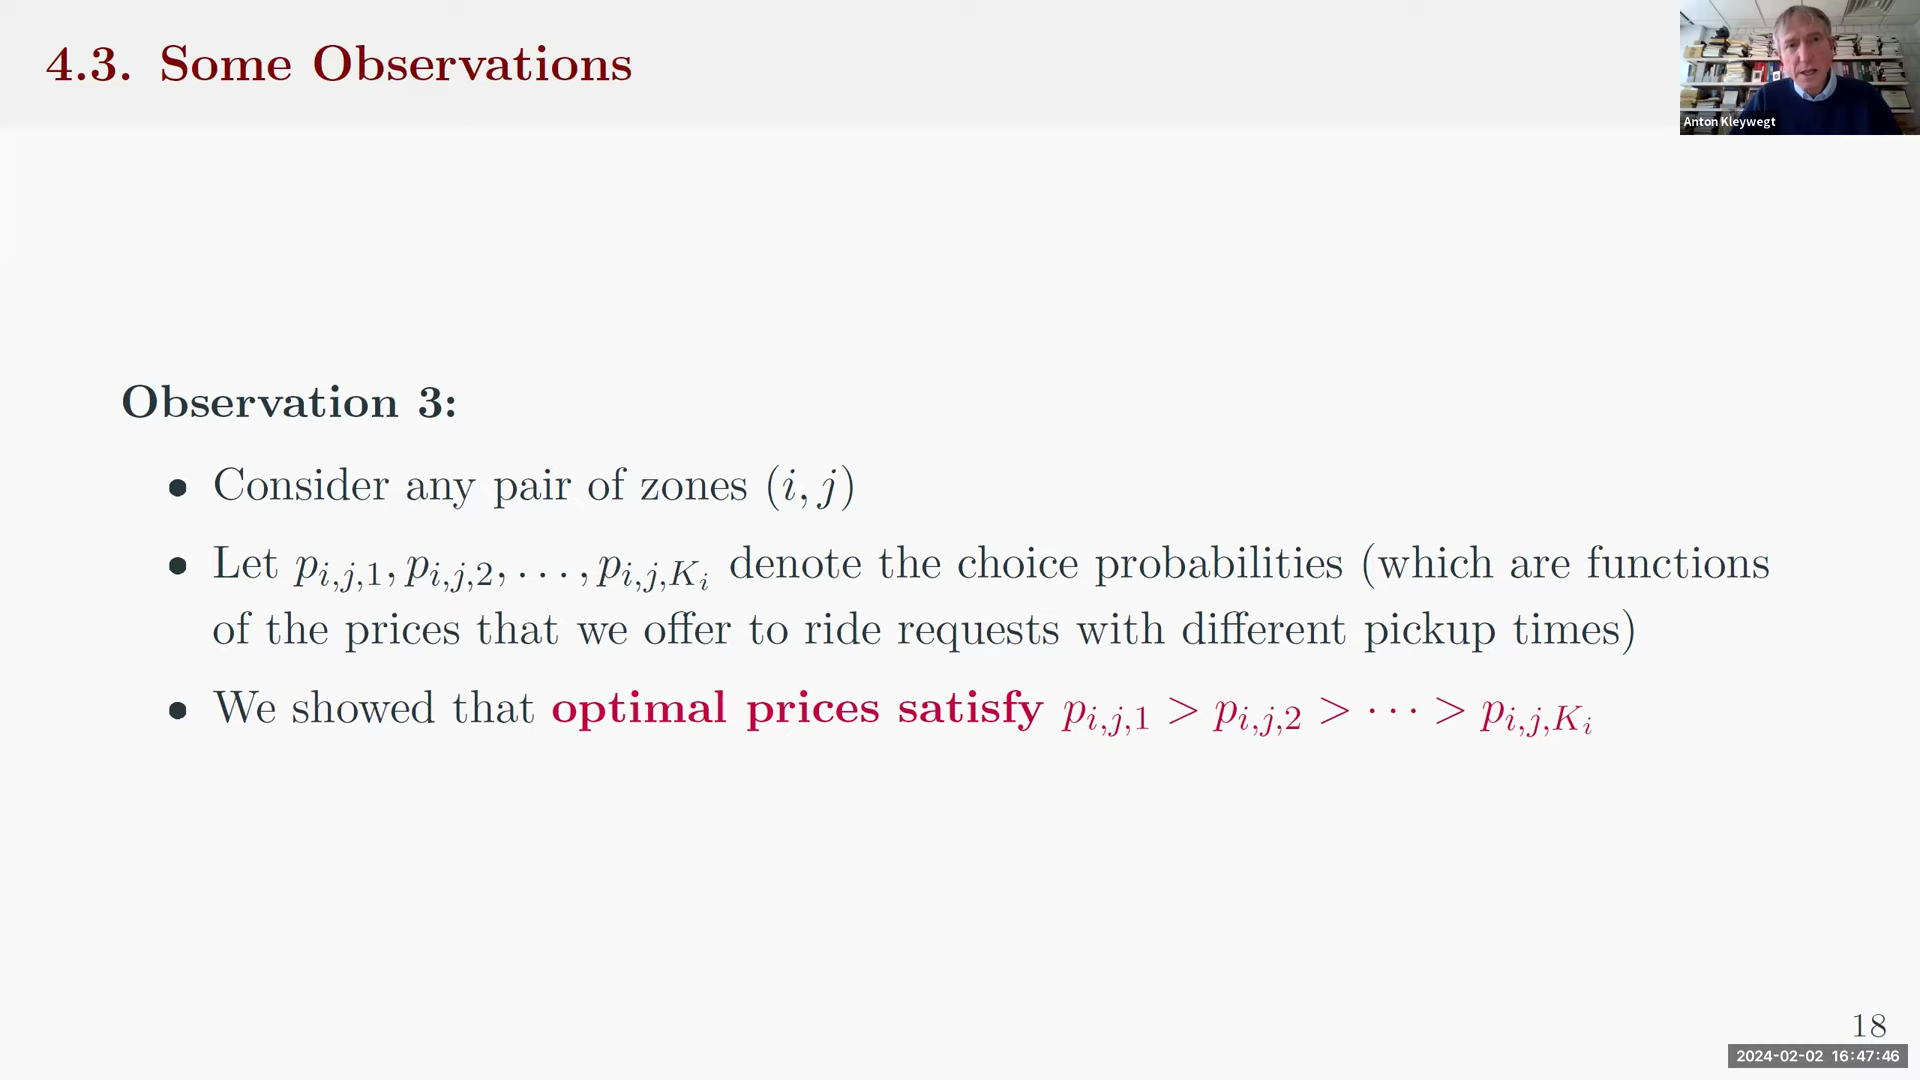 4.3. Some Observations
Anton Kleywegt
Observation 3:
• Consider any pair of zones (i, j)
• Let p_{i,j,1}, p_{i,j,2}, . . . , p_{i,j,K_i} denote the choice probabilities (which are functions
of the prices that we offer to ride requests with different pickup times)
• We showed that optimal prices satisfy p_{i,j,1} > p_{i,j,2} > · · · > p_{i,j,K_i}
18
2024-02-02 16:47:46